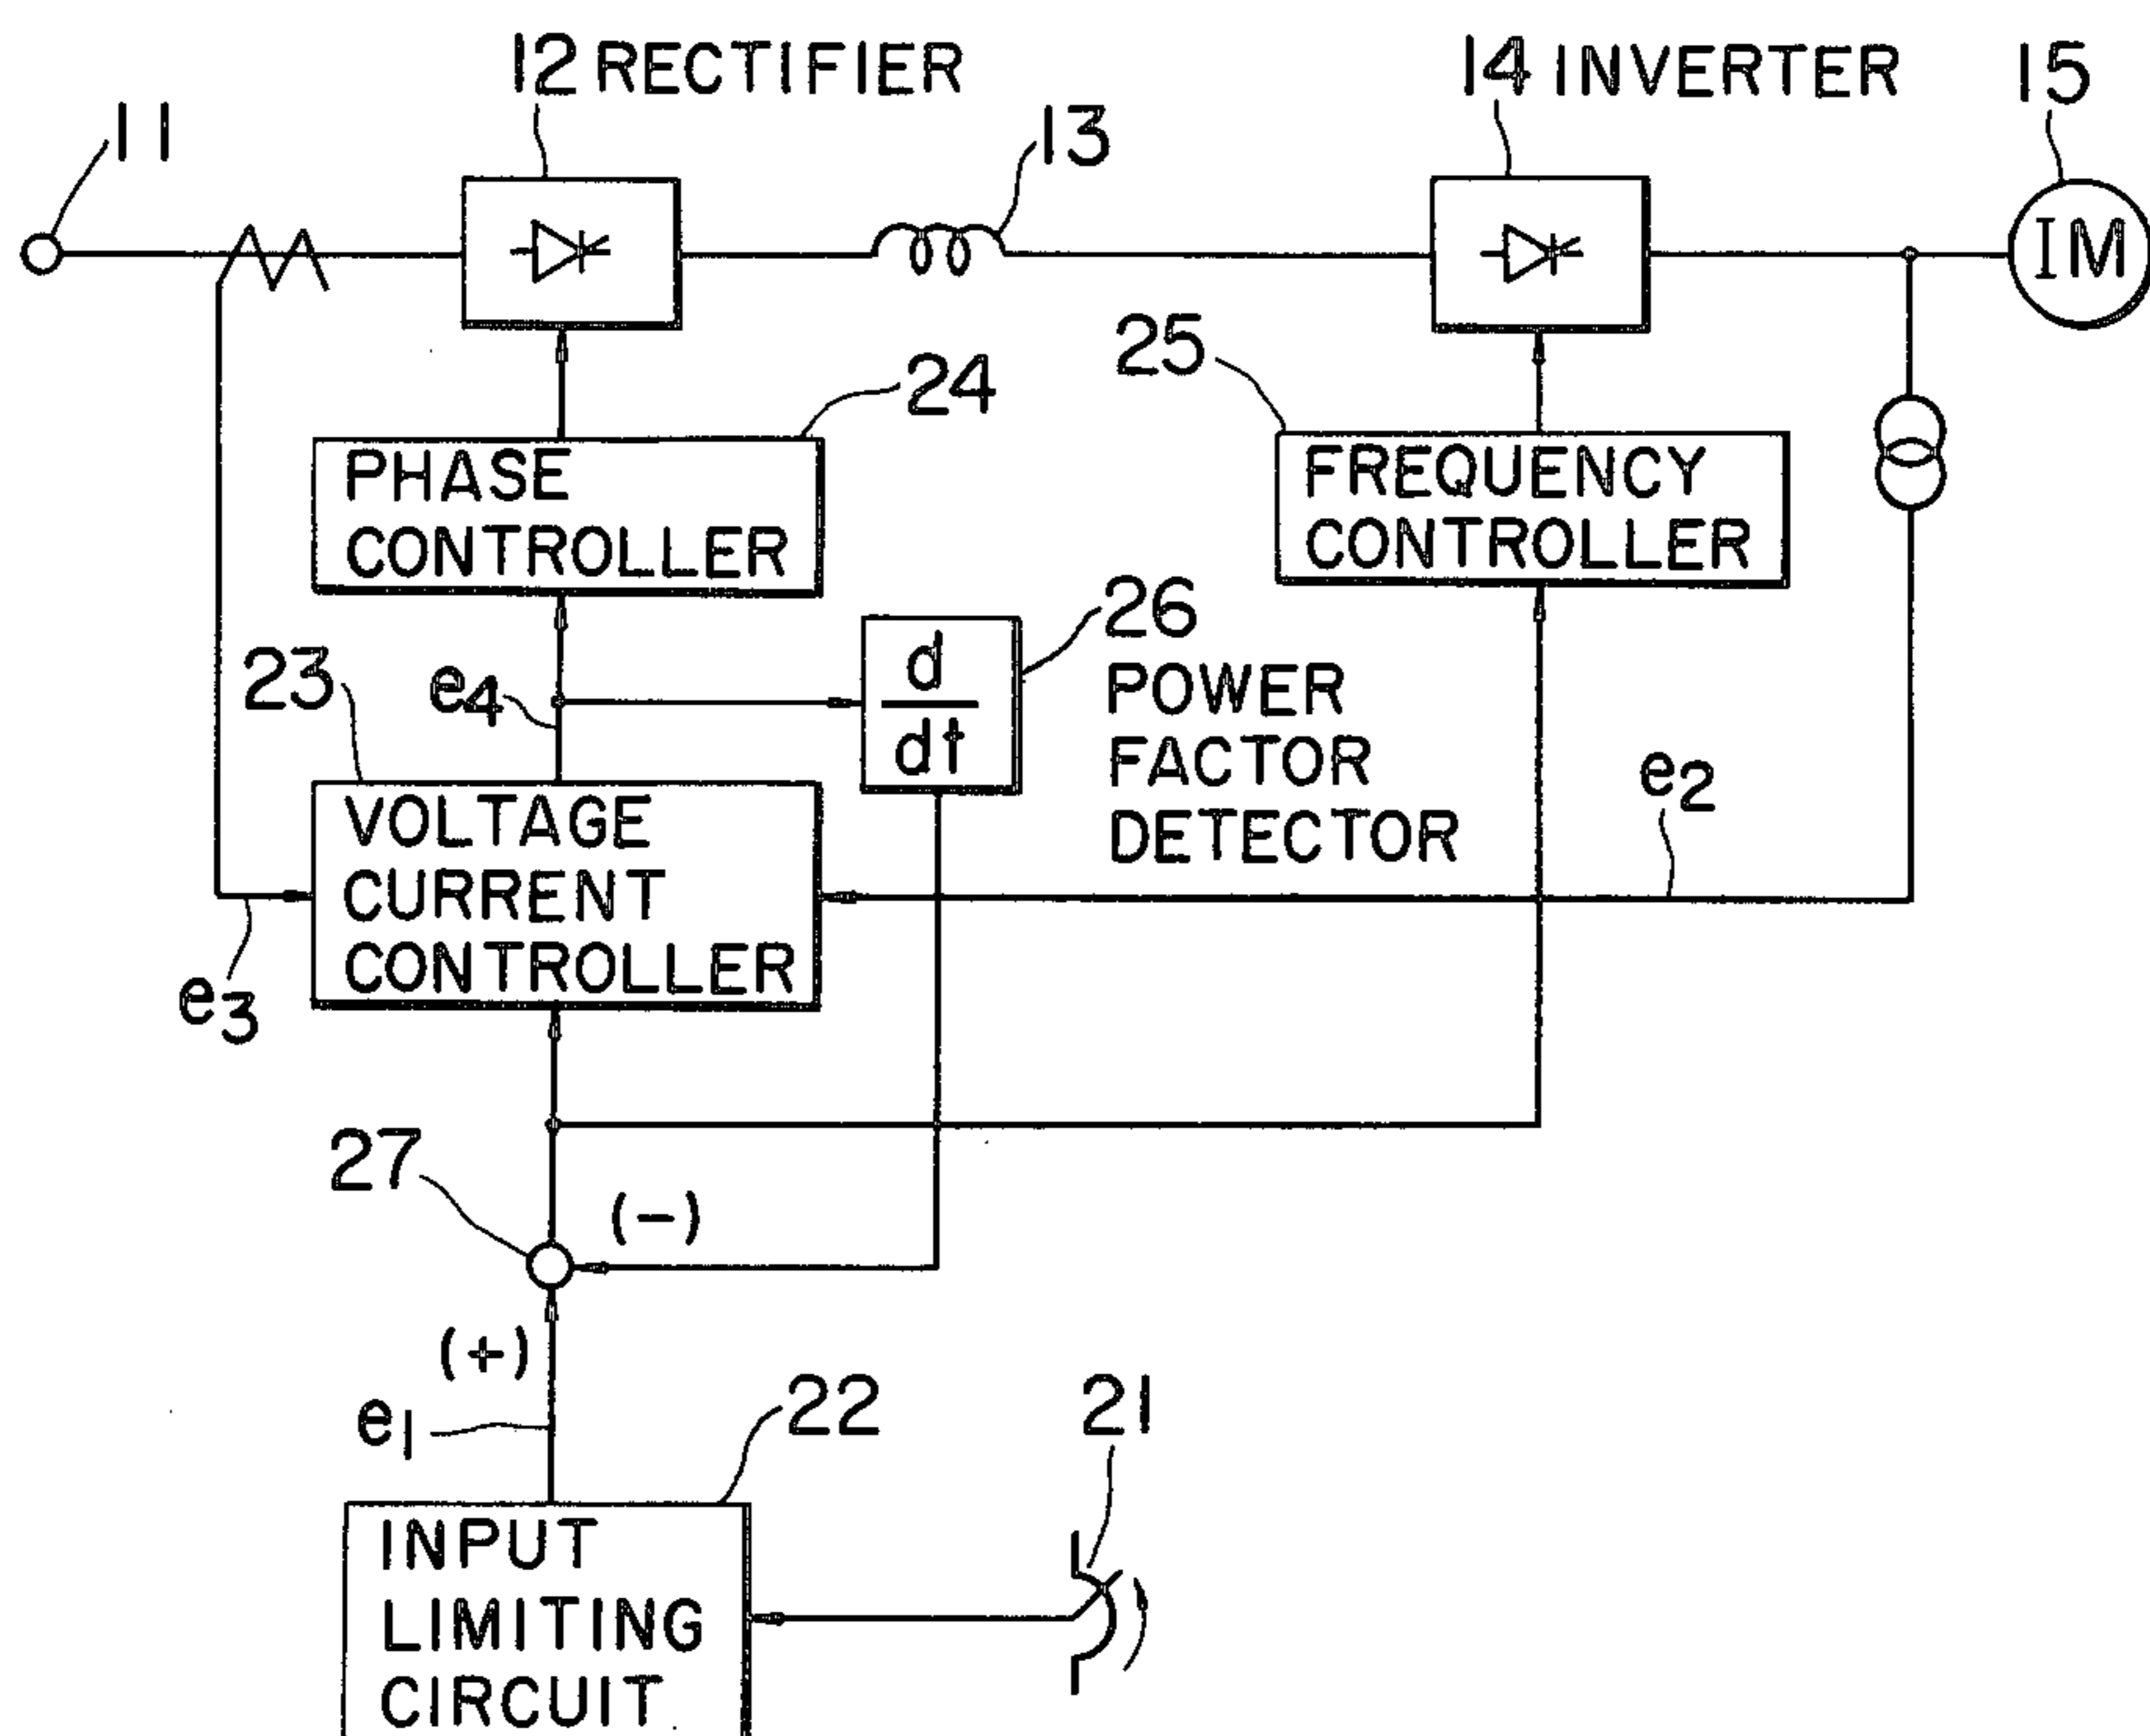 12 RECTIFIER
14 INVERTER
15
11
13
IM
25
24
PHASE
CONTROLLER
FREQUENCY
CONTROLLER
26
POWER
FACTOR
DETECTOR
d
dt
23
e4
e2
VOLTAGE
CURRENT
CONTROLLER
e3
27
(-)
(+)
e1
22
21
INPUT
LIMITING
CIRCUIT